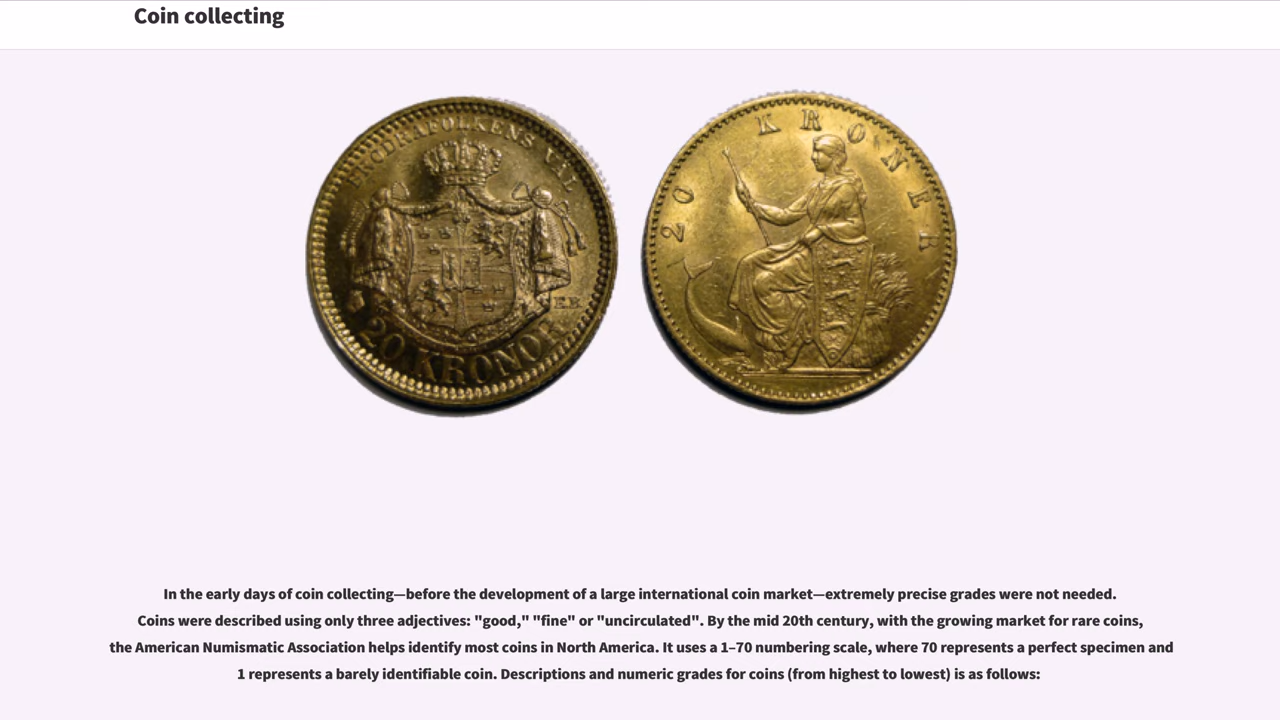 Coin collecting
BRÖDRAFOLKENS VÄL
20 KRONER
E.B.
20 KRONOR
In the early days of coin collecting—before the development of a large international coin market—extremely precise grades were not needed.
Coins were described using only three adjectives: "good," "fine" or "uncirculated". By the mid 20th century, with the growing market for rare coins,
the American Numismatic Association helps identify most coins in North America. It uses a 1–70 numbering scale, where 70 represents a perfect specimen and
1 represents a barely identifiable coin. Descriptions and numeric grades for coins (from highest to lowest) is as follows: